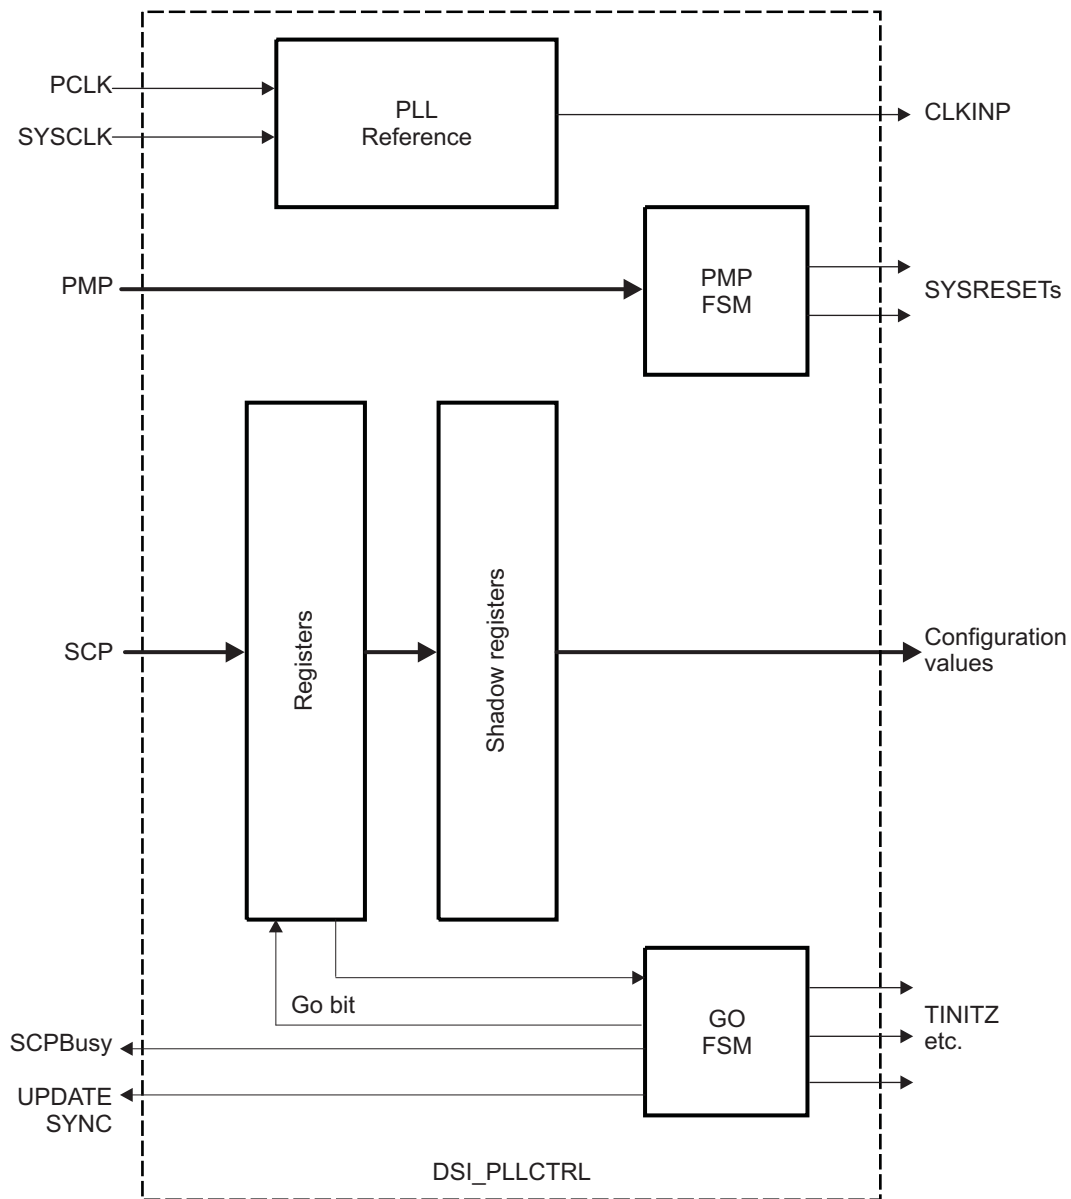 PCLK
SYSCLK
PLL
Reference
CLKINP
PMP
PMP
FSM
SYSRESETs
SCP
Registers
Shadow registers
Configuration
values
Go bit
GO
FSM
TINITZ
etc.
SCPBusy
UPDATE
SYNC
DSI_PLLCTRL